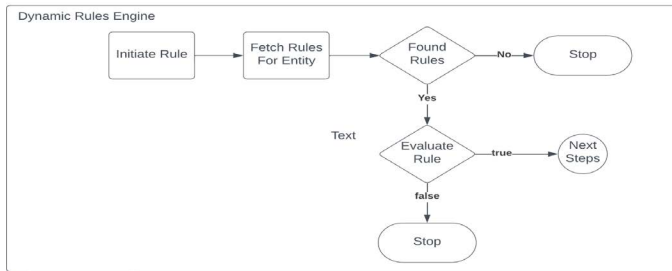 Dynamic Rules Engine
Initiate Rule
Fetch Rules
For Entity
Found
Rules
No
Stop
Yes
Text
Evaluate
Rule
true
Next
Steps
false
Stop